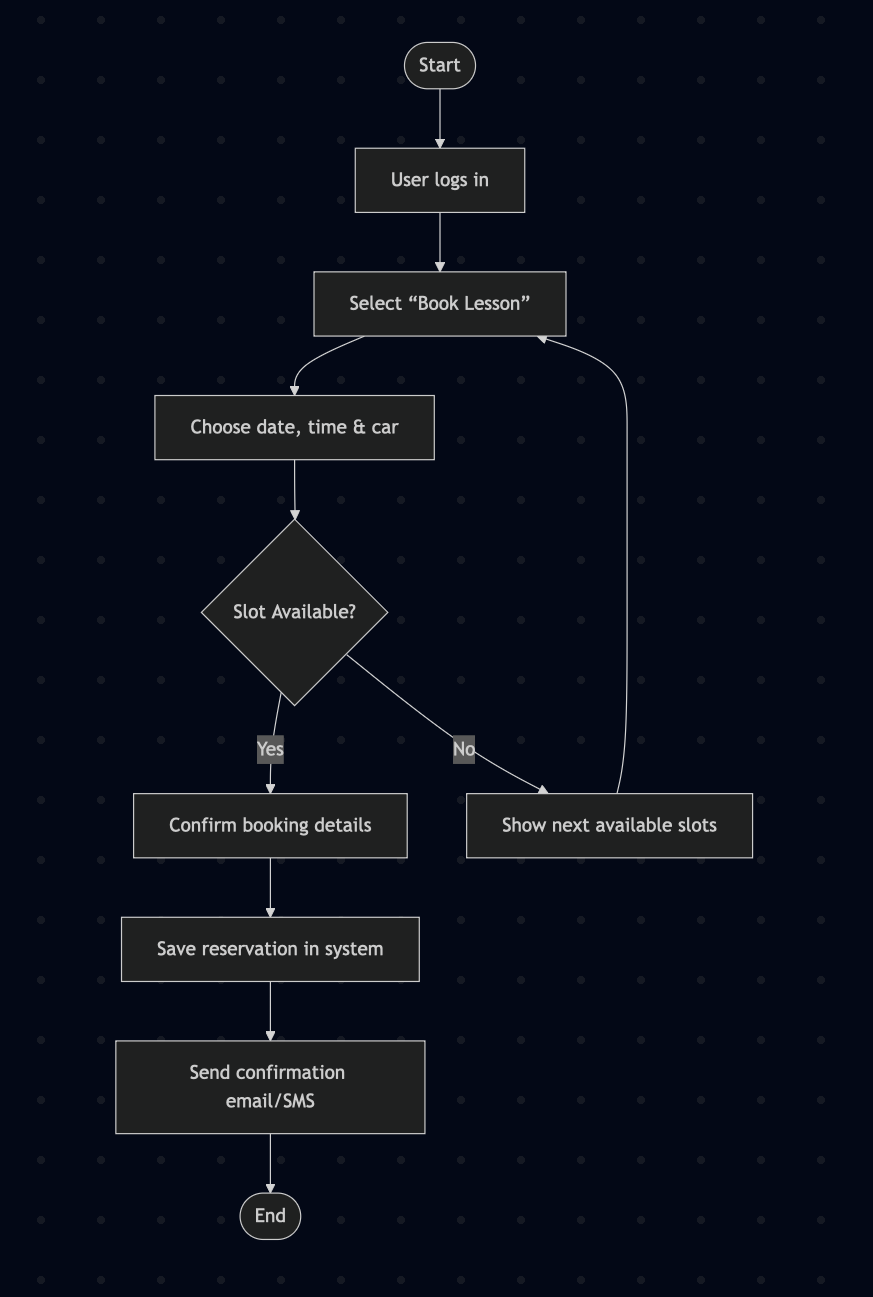 Start
User logs in
Select “Book Lesson”
Choose date, time & car
Slot Available?
Yes
No
Confirm booking details
Show next available slots
Save reservation in system
Send confirmation
email/SMS
End